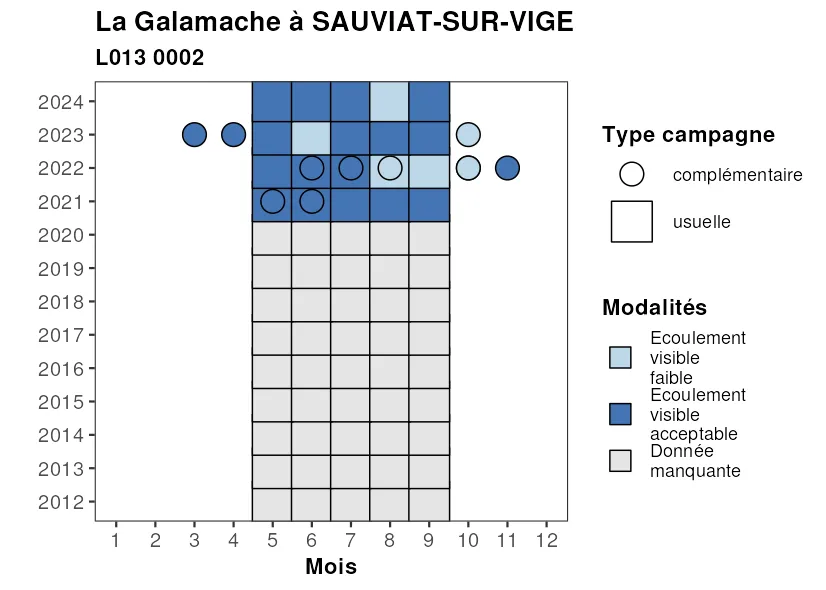 La Galamache à SAUVIAT-SUR-VIGE
L013 0002
2024
2023
2022
2021
2020
2019
2018
2017
2016
2015
2014
2013
2012
1 2 3 4 5 6 7 8 9 10 11 12
Mois
Type campagne
complémentaire
usuelle
Modalités
Ecoulement
visible
faible
Ecoulement
visible
acceptable
Donnée
manquante